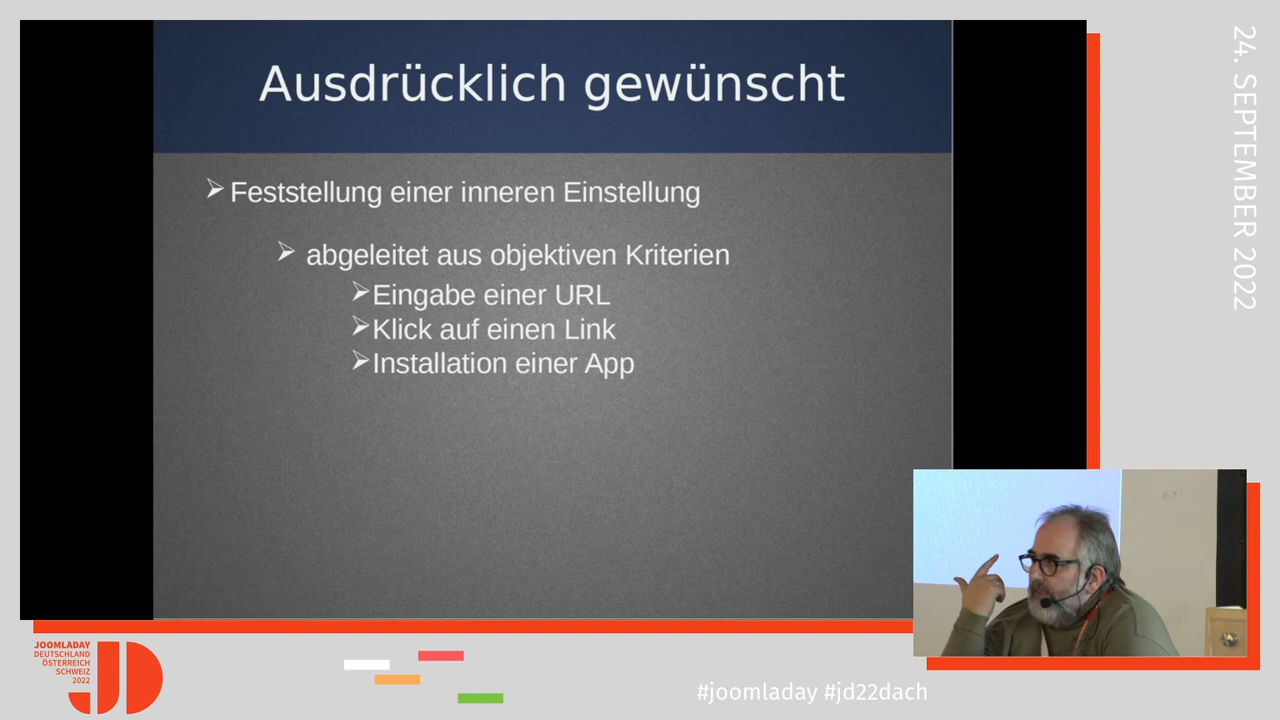 Ausdrücklich gewünscht
Feststellung einer inneren Einstellung
abgeleitet aus objektiven Kriterien
Eingabe einer URL
Klick auf einen Link
Installation einer App
24. SEPTEMBER 2022
JOOMLADAY
DEUTSCHLAND
ÖSTERREICH
SCHWEIZ
2022
JD
#joomladay #jd22dach